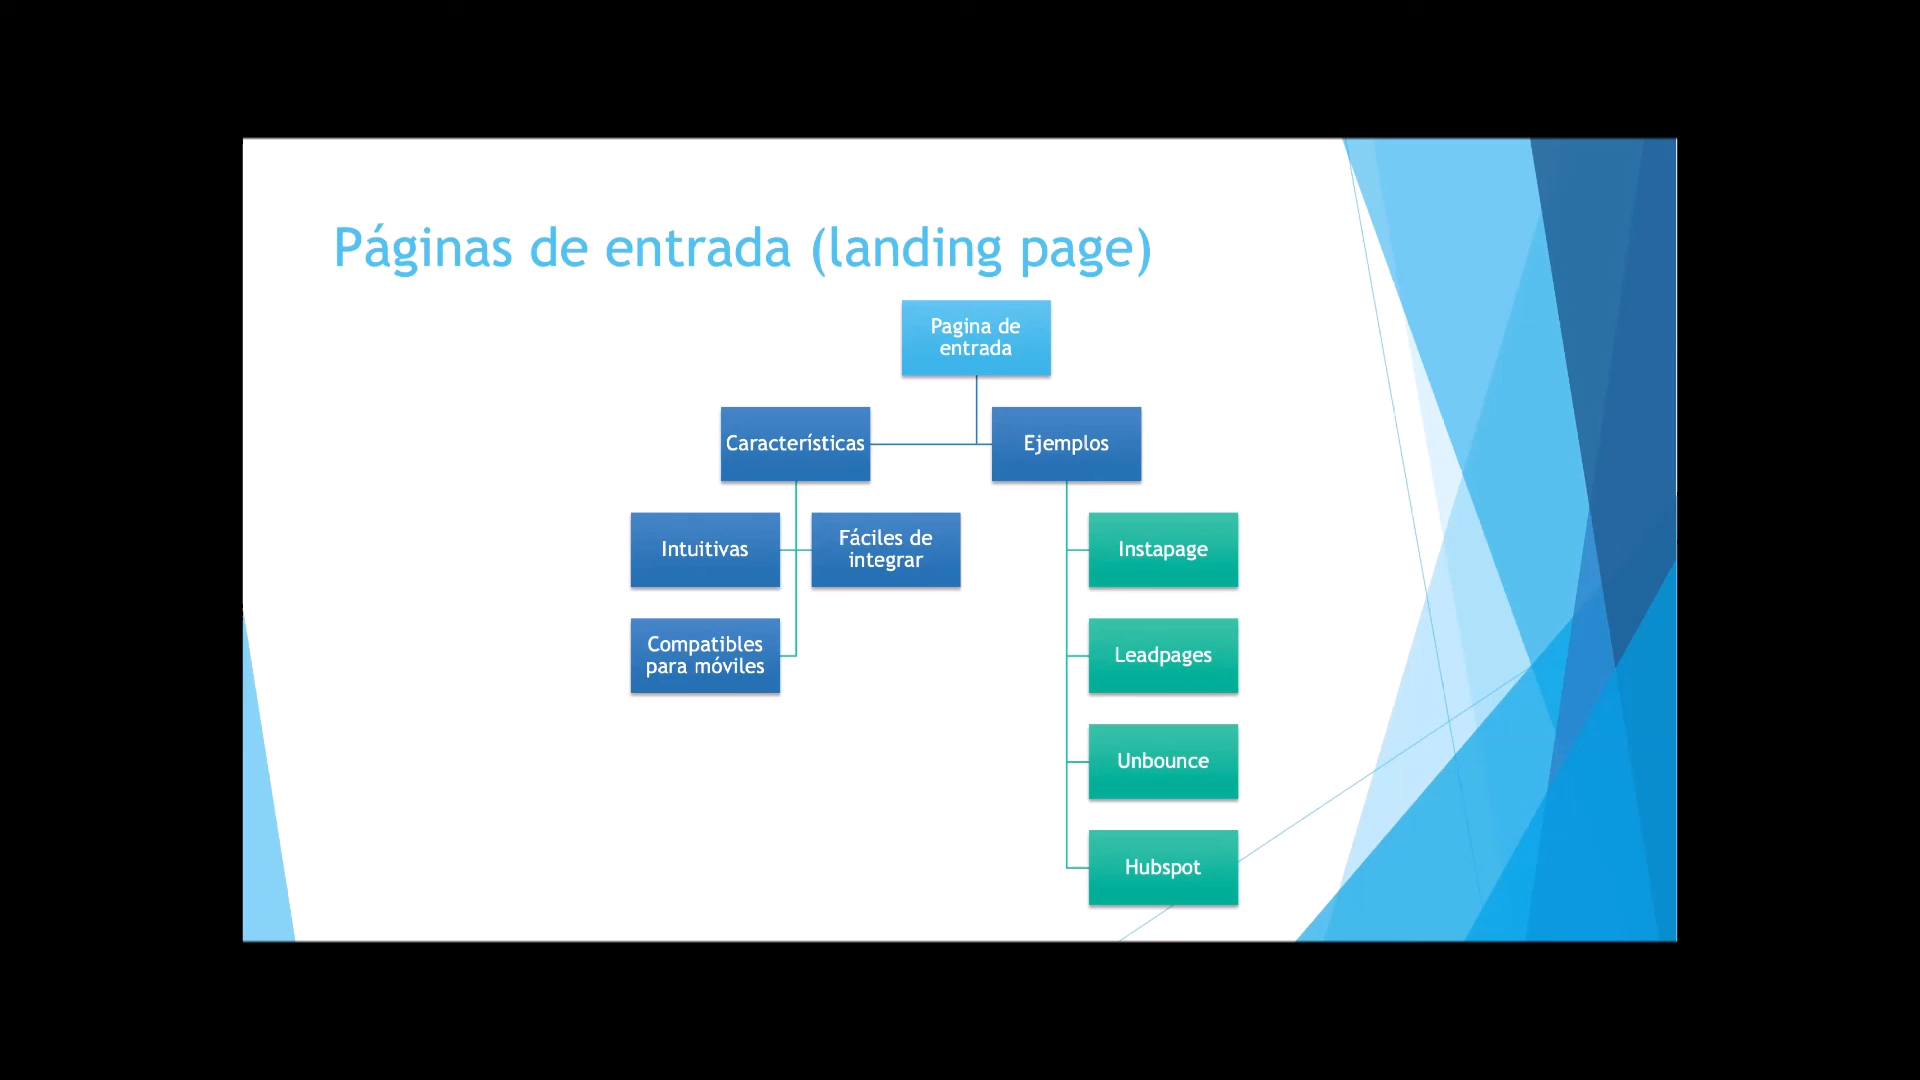 Páginas de entrada (landing page)
Pagina de
entrada
Características
Ejemplos
Intuitivas
Fáciles de
integrar
Instapage
Compatibles
para móviles
Leadpages
Unbounce
Hubspot